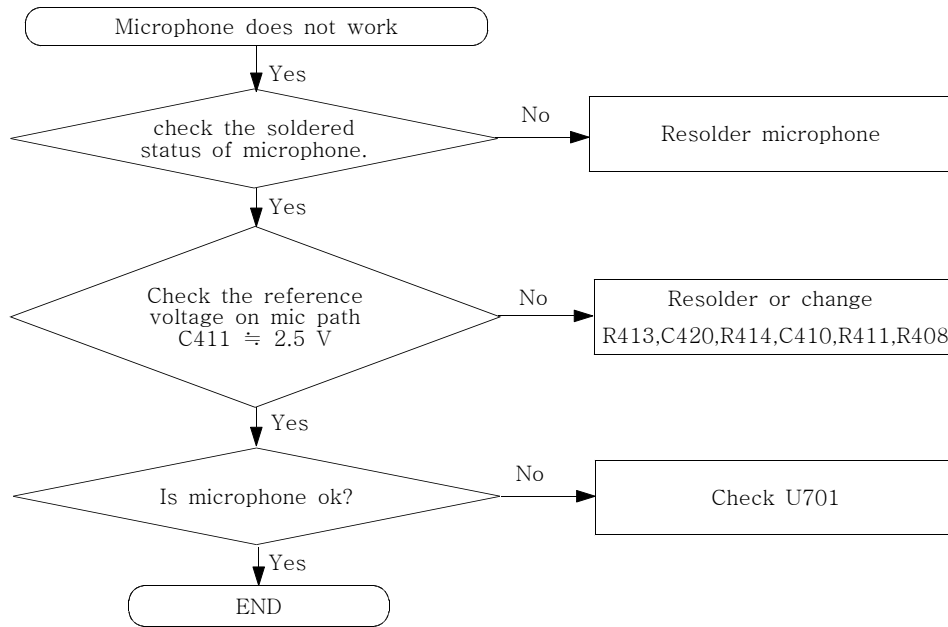 Microphone does not work
Yes
check the soldered
status of microphone.
No
Resolder microphone
Yes
Check the reference
voltage on mic path
C411 ≒ 2.5 V
No
Resolder or change
R413,C420,R414,C410,R411,R408
Yes
Is microphone ok?
No
Check U701
Yes
END